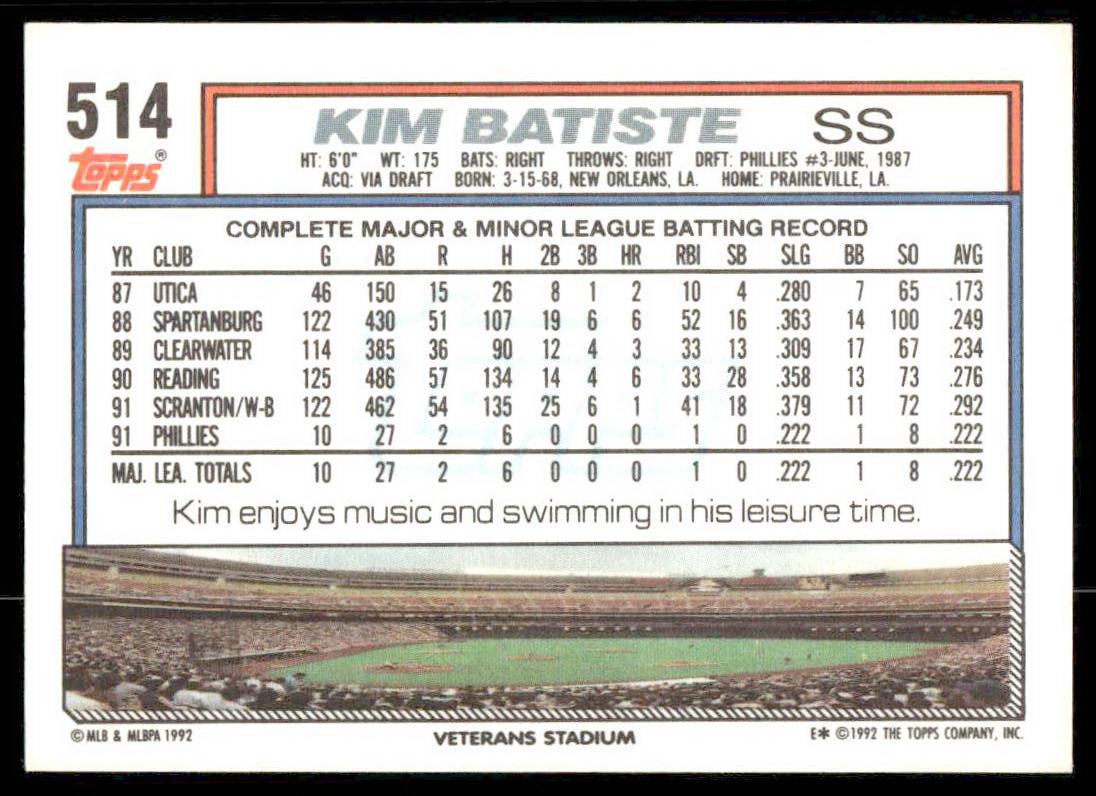 514
Topps®
KIM BATISTE SS
HT: 6'0" WT: 175 BATS: RIGHT THROWS: RIGHT DRFT: PHILLIES #3-JUNE, 1987
ACQ: VIA DRAFT BORN: 3-15-68, NEW ORLEANS, LA. HOME: PRAIRIEVILLE, LA.
COMPLETE MAJOR & MINOR LEAGUE BATTING RECORD
YR CLUB G AB R H 2B 3B HR RBI SB SLG BB SO AVG
87 UTICA 46 150 15 26 8 1 2 10 4 .280 7 65 .173
88 SPARTANBURG 122 430 51 107 19 6 6 52 16 .363 14 100 .249
89 CLEARWATER 114 385 36 90 12 4 3 33 13 .309 17 67 .234
90 READING 125 486 57 134 14 4 6 33 28 .358 13 73 .276
91 SCRANTON/W-B 122 462 54 135 25 6 1 41 18 .379 11 72 .292
91 PHILLIES 10 27 2 6 0 0 0 1 0 .222 1 8 .222
MAJ. LEA. TOTALS 10 27 2 6 0 0 0 1 0 .222 1 8 .222
Kim enjoys music and swimming in his leisure time.
© MLB & MLBPA 1992 VETERANS STADIUM E* © 1992 THE TOPPS COMPANY, INC.